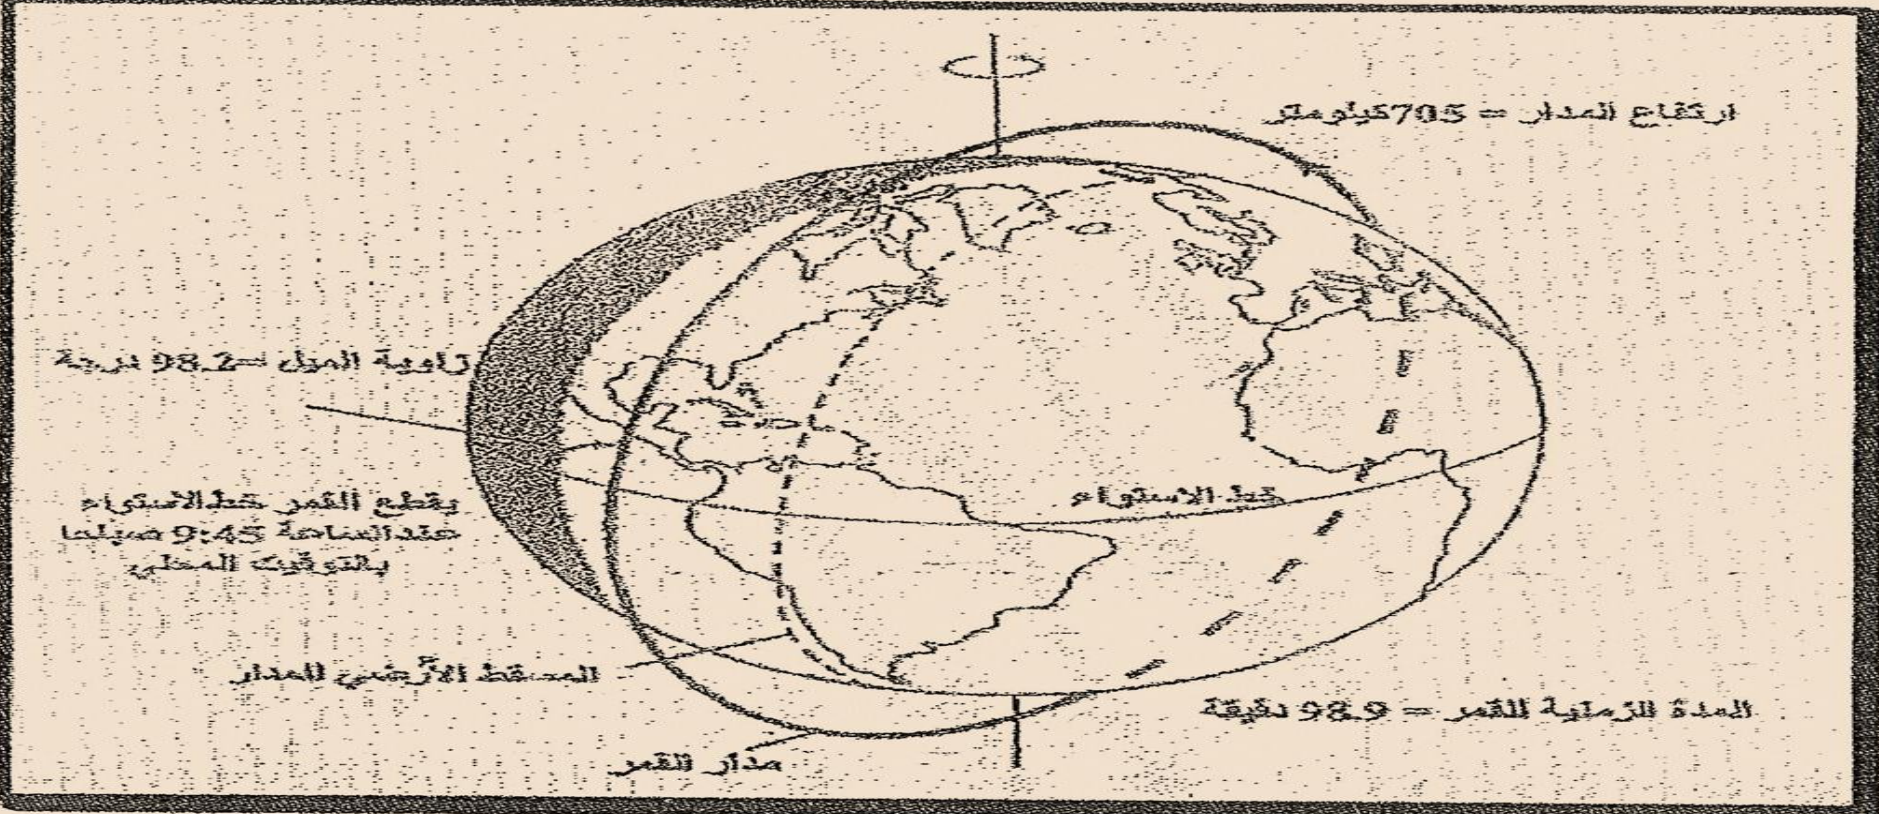 ارتفاع المدار = 705كيلومتر
زاوية الميل =98.2 درجة
يقطع القمر خط الاستواء
عند الساعة 9:45 صباحا
بالتوقيت المحلي
خط الاستواء
المسقط الأرضي للمدار
المدة الزمنية للقمر = 98.9 دقيقة
مدار القمر